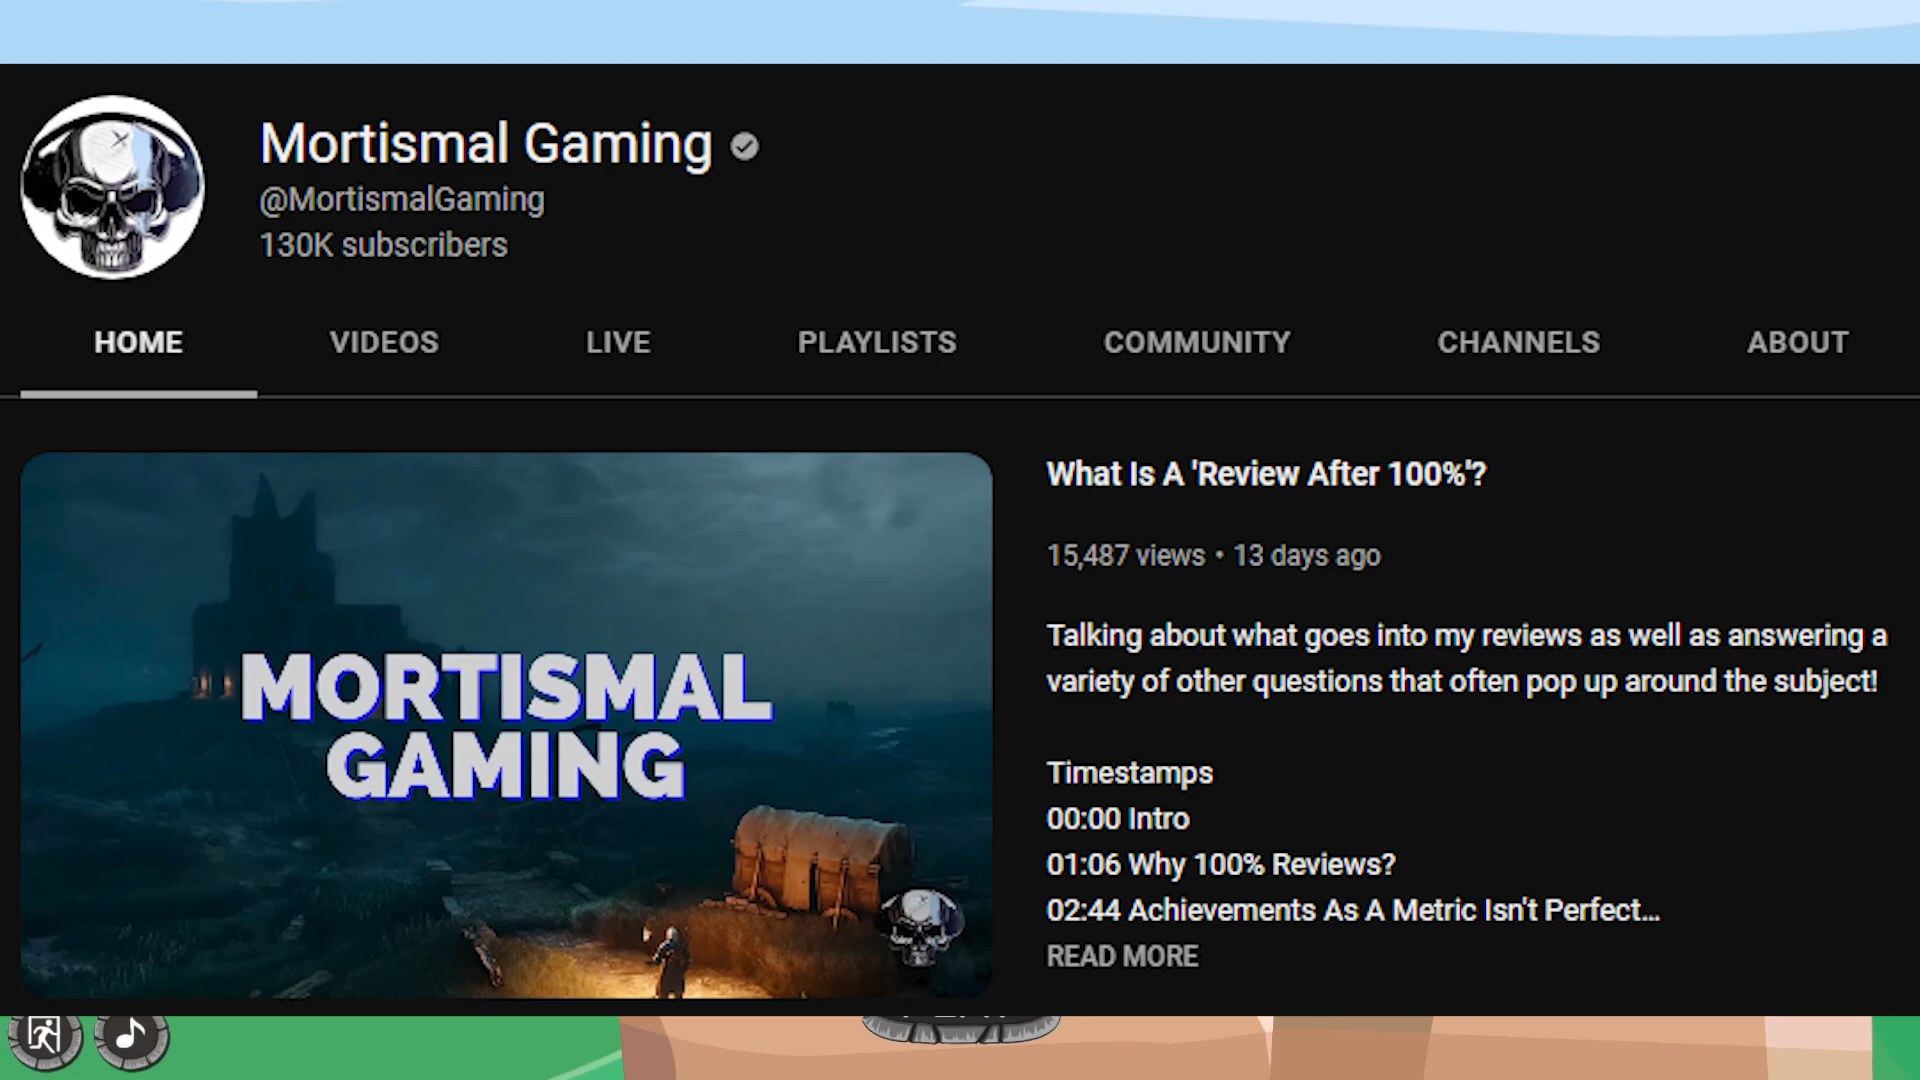 Mortismal Gaming
@MortismalGaming
130K subscribers
HOME VIDEOS LIVE PLAYLISTS COMMUNITY CHANNELS ABOUT
MORTISMAL
GAMING
What Is A 'Review After 100%'?
15,487 views • 13 days ago
Talking about what goes into my reviews as well as answering a
variety of other questions that often pop up around the subject!
Timestamps
00:00 Intro
01:06 Why 100% Reviews?
02:44 Achievements As A Metric Isn't Perfect...
READ MORE